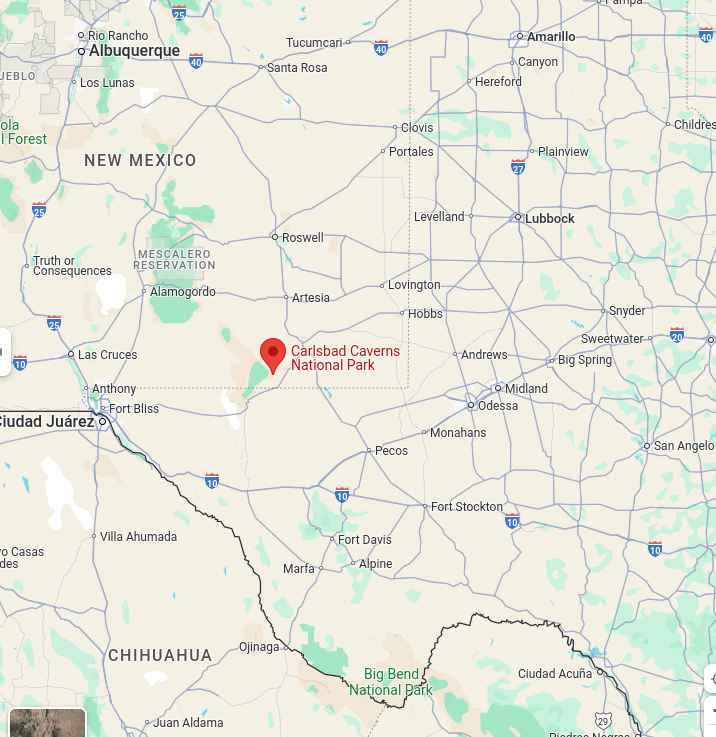 Pampa
25
Rio Rancho
Albuquerque
Tucumcari
40
Amarillo
40
40
Santa Rosa
Canyon
UEBLO
Los Lunas
Hereford
ola
l Forest
Clovis
Childres
Portales
Plainview
NEW MEXICO
27
25
Levelland
Lubbock
Roswell
MESCALERO
RESERVATION
Truth or
Consequences
Alamogordo
Artesia
Lovington
Hobbs
Snyder
25
Sweetwater
20
Las Cruces
10
Carlsbad Caverns
National Park
Andrews
Big Spring
Anthony
Midland
Fort Bliss
Odessa
Ciudad Juárez
Monahans
Pecos
San Angelo
10
10
Fort Stockton
10
Villa Ahumada
Fort Davis
10
vo Casas
des
Marfa
Alpine
CHIHUAHUA
Ojinaga
Big Bend
National Park
Ciudad Acuña
Juan Aldama
29
Piedras Negras